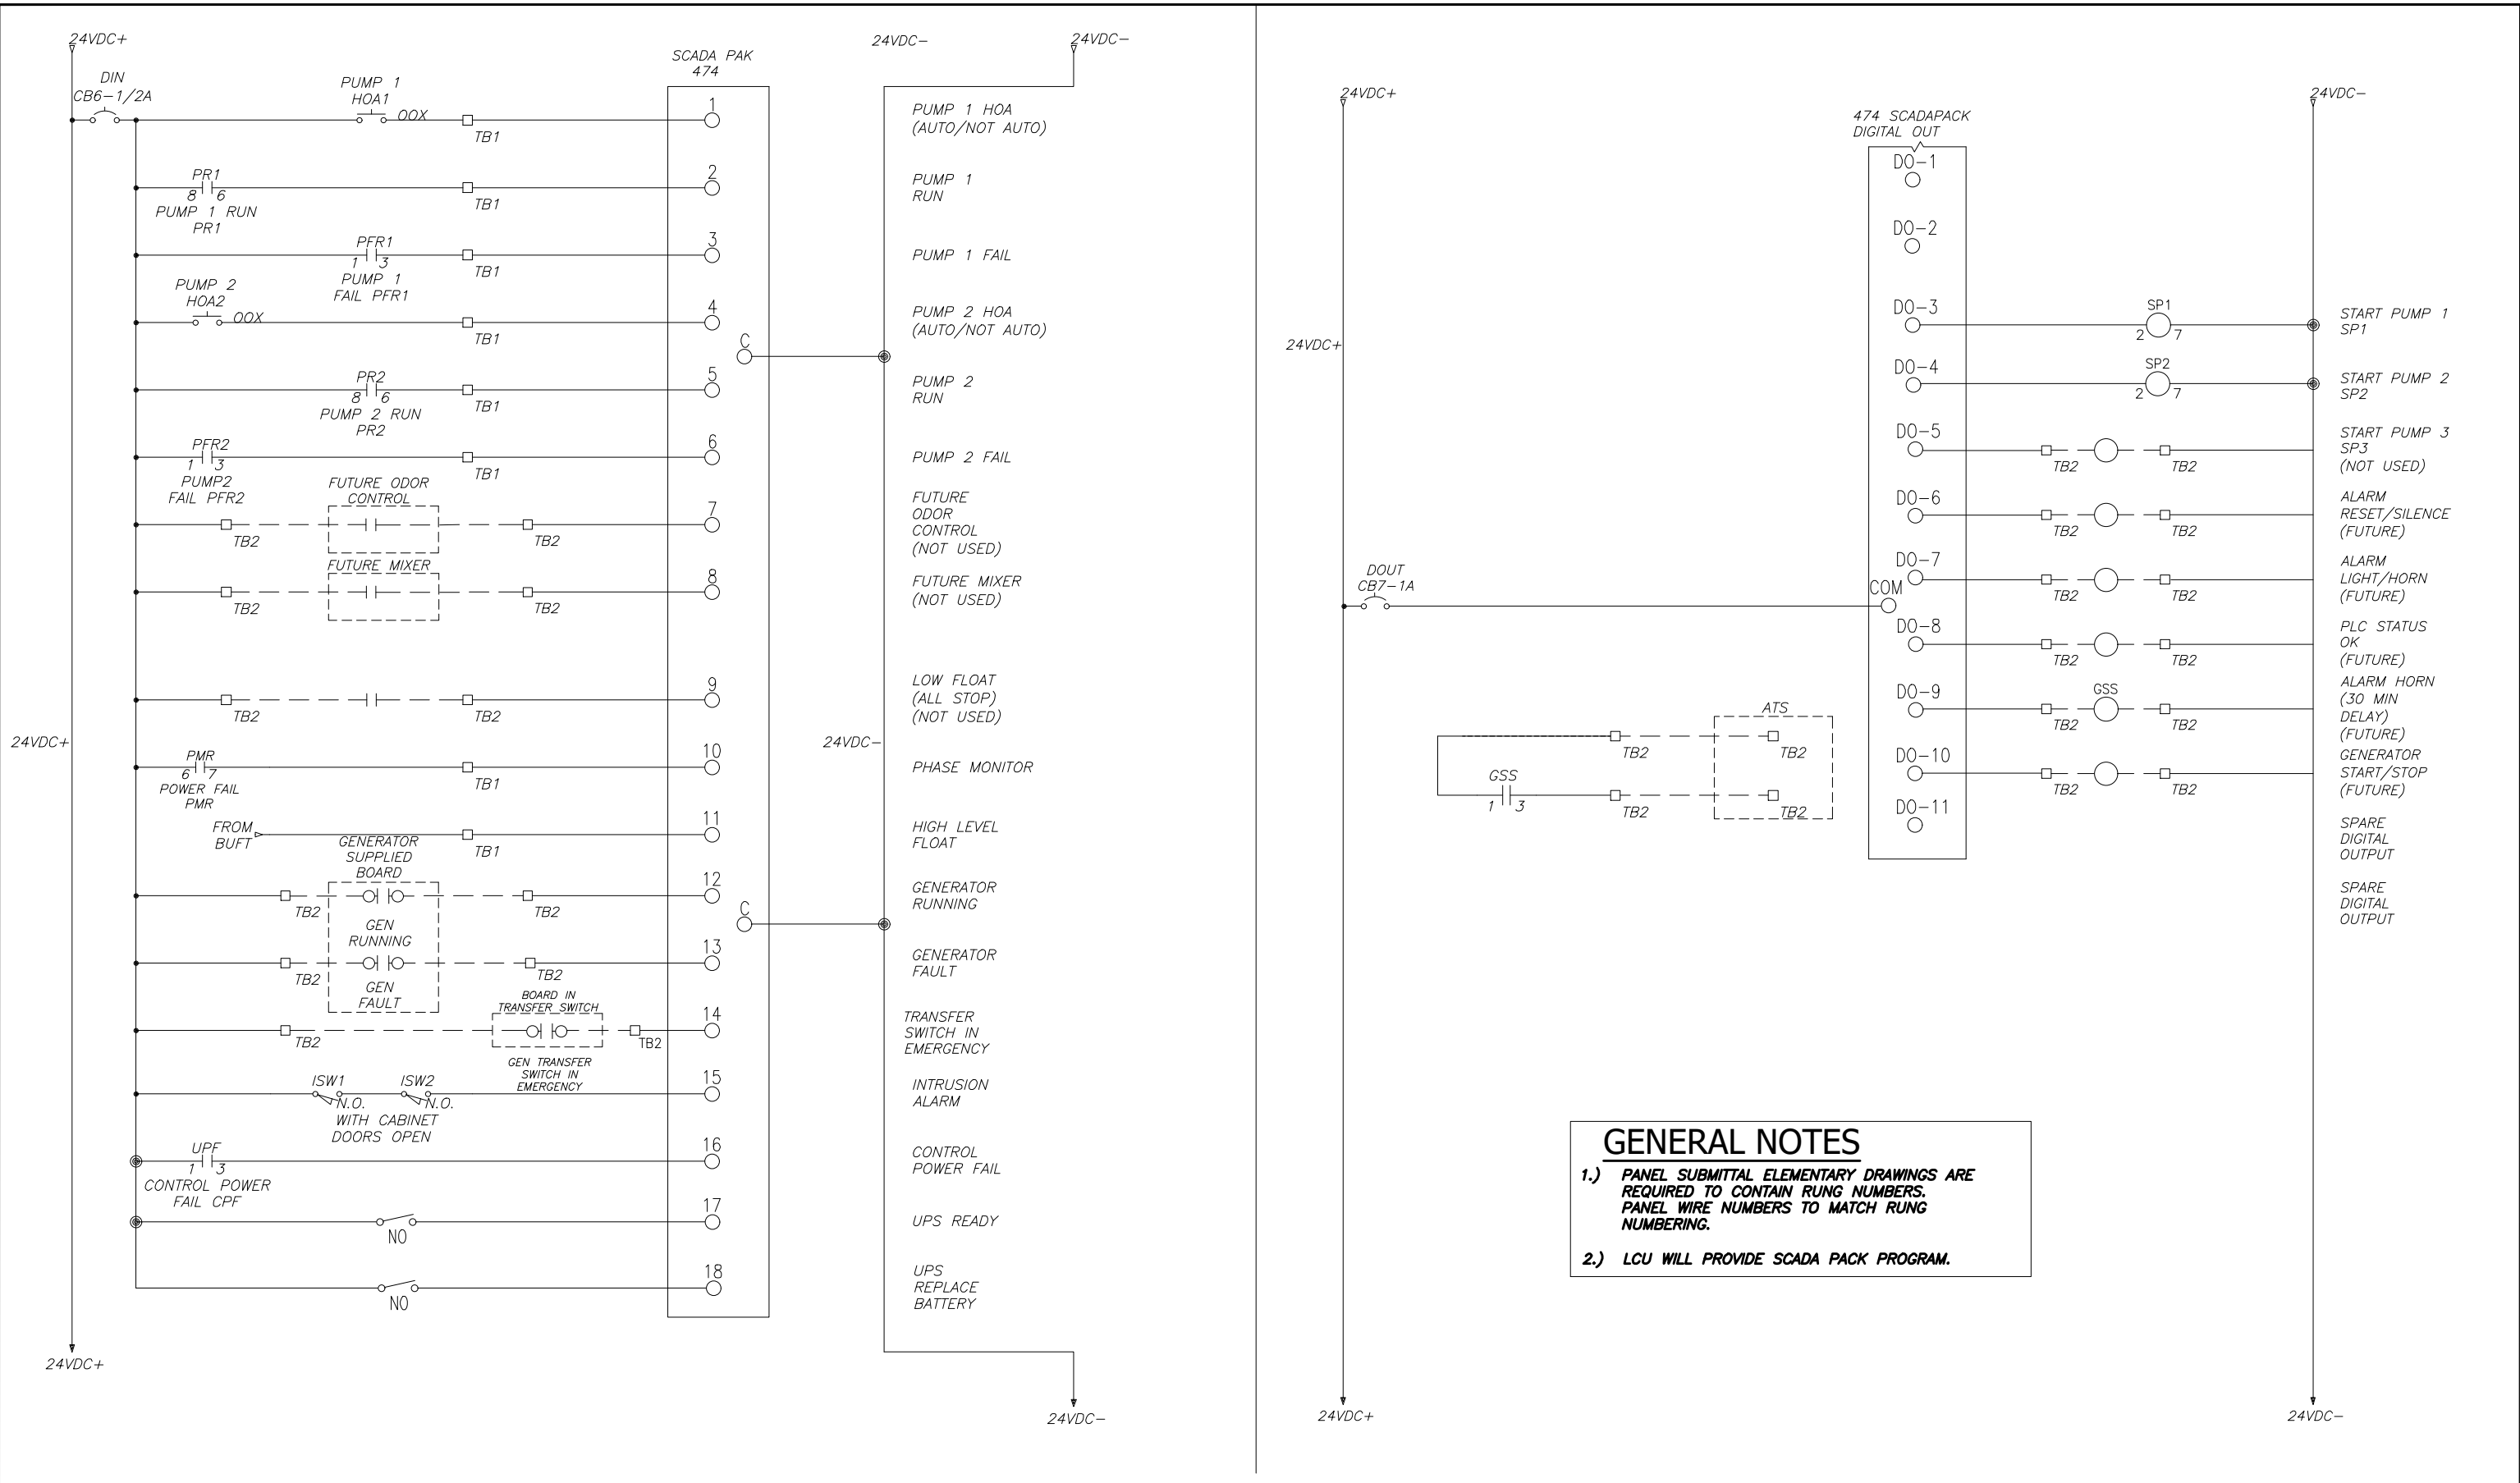 24VDC+
DIN
CB6-1/2A
PUMP 1
HOA1
OOX
TB1
SCADA PAK
474
24VDC-
24VDC-
1
PUMP 1 HOA
(AUTO/NOT AUTO)
PR1
8 6
PUMP 1 RUN
PR1
TB1
2
PUMP 1
RUN
PFR1
1 3
PUMP 1
FAIL PFR1
TB1
3
PUMP 1 FAIL
PUMP 2
HOA2
OOX
TB1
4
PUMP 2 HOA
(AUTO/NOT AUTO)
C
PR2
8 6
PUMP 2 RUN
PR2
TB1
5
PUMP 2
RUN
PFR2
1 3
PUMP2
FAIL PFR2
TB1
6
PUMP 2 FAIL
FUTURE ODOR
CONTROL
TB2
TB2
7
FUTURE
ODOR
CONTROL
(NOT USED)
FUTURE MIXER
TB2
TB2
8
FUTURE MIXER
(NOT USED)
TB2
TB2
9
LOW FLOAT
(ALL STOP)
(NOT USED)
24VDC+
24VDC-
PMR
6 7
POWER FAIL
PMR
TB1
10
PHASE MONITOR
FROM
BUFT
TB1
11
HIGH LEVEL
FLOAT
GENERATOR
SUPPLIED
BOARD
TB2
TB2
12
GENERATOR
RUNNING
GEN
RUNNING
C
TB2
TB2
13
GENERATOR
FAULT
GEN
FAULT
BOARD IN
TRANSFER SWITCH
TB2
TB2
14
TRANSFER
SWITCH IN
EMERGENCY
GEN TRANSFER
SWITCH IN
EMERGENCY
ISW1
ISW2
N.O.
N.O.
WITH CABINET
DOORS OPEN
15
INTRUSION
ALARM
UPF
1 3
CONTROL POWER
FAIL CPF
16
CONTROL
POWER FAIL
NO
17
UPS READY
NO
18
UPS
REPLACE
BATTERY
24VDC+
24VDC-
24VDC+
474 SCADAPACK
DIGITAL OUT
24VDC-
DO-1
DO-2
24VDC+
DO-3
SP1
2 7
START PUMP 1
SP1
DO-4
SP2
2 7
START PUMP 2
SP2
DO-5
TB2
TB2
START PUMP 3
SP3
(NOT USED)
DO-6
TB2
TB2
ALARM
RESET/SILENCE
(FUTURE)
DO-7
TB2
TB2
ALARM
LIGHT/HORN
(FUTURE)
DOUT
CB7-1A
COM
DO-8
TB2
TB2
PLC STATUS
OK
(FUTURE)
DO-9
GSS
TB2
TB2
ALARM HORN
(30 MIN
DELAY)
(FUTURE)
ATS
TB2
TB2
GSS
1 3
TB2
TB2
DO-10
TB2
TB2
GENERATOR
START/STOP
(FUTURE)
DO-11
SPARE
DIGITAL
OUTPUT
SPARE
DIGITAL
OUTPUT
GENERAL NOTES
1.) PANEL SUBMITTAL ELEMENTARY DRAWINGS ARE
REQUIRED TO CONTAIN RUNG NUMBERS.
PANEL WIRE NUMBERS TO MATCH RUNG
NUMBERING.
2.) LCU WILL PROVIDE SCADA PACK PROGRAM.
24VDC+
24VDC-